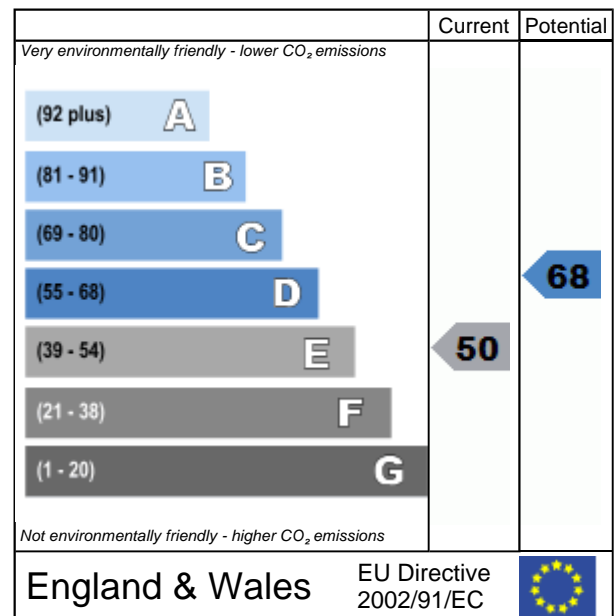 Current Potential
Very environmentally friendly - lower CO₂ emissions
(92 plus) A
(81 - 91) B
(69 - 80) C
(55 - 68) D
68
(39 - 54) E
50
(21 - 38) F
(1 - 20) G
Not environmentally friendly - higher CO₂ emissions
England & Wales
EU Directive
2002/91/EC